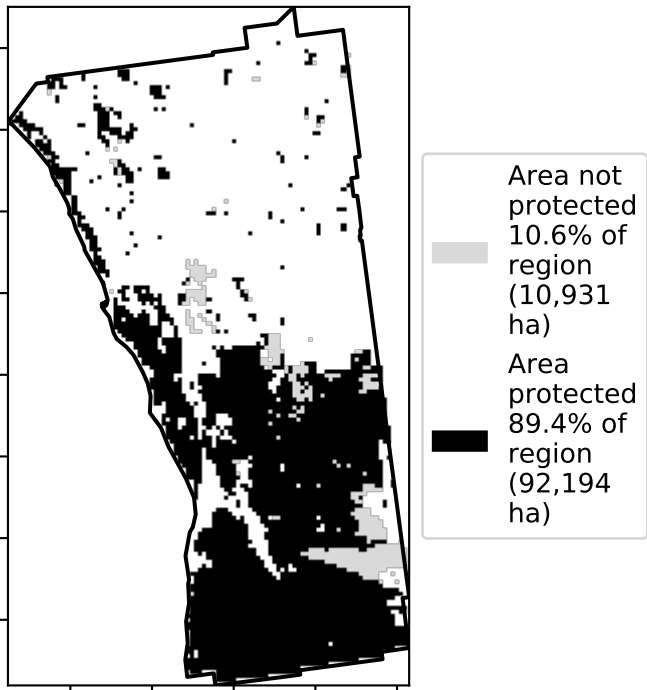 Area not
protected
10.6% of
region
(10,931
ha)
Area
protected
89.4% of
region
(92,194
ha)